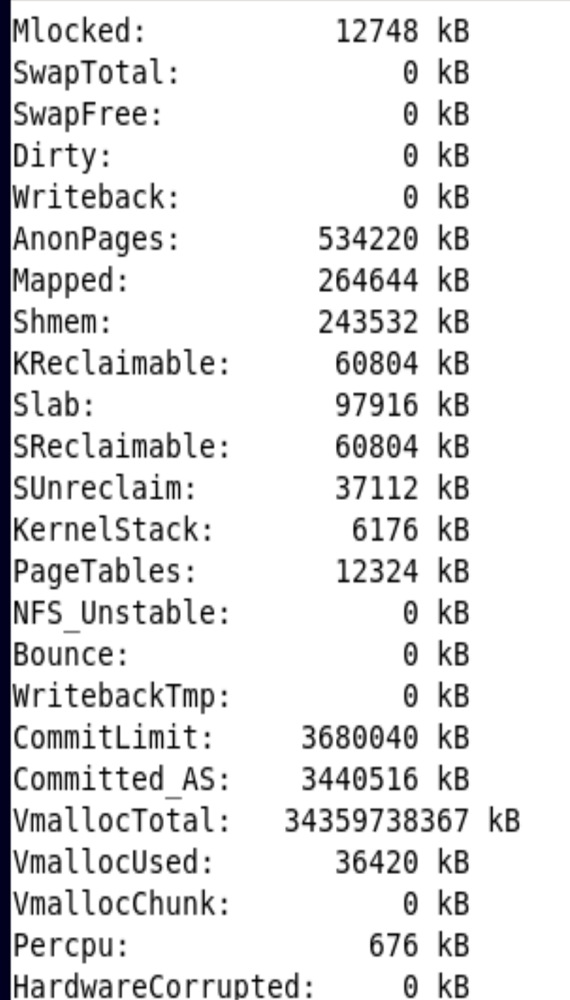 Mlocked:           12748 kB
SwapTotal:             0 kB
SwapFree:              0 kB
Dirty:                 0 kB
Writeback:             0 kB
AnonPages:        534220 kB
Mapped:           264644 kB
Shmem:            243532 kB
KReclaimable:      60804 kB
Slab:              97916 kB
SReclaimable:      60804 kB
SUnreclaim:        37112 kB
KernelStack:        6176 kB
PageTables:        12324 kB
NFS_Unstable:          0 kB
Bounce:                0 kB
WritebackTmp:          0 kB
CommitLimit:     3680040 kB
Committed_AS:    3440516 kB
VmallocTotal:   34359738367 kB
VmallocUsed:       36420 kB
VmallocChunk:          0 kB
Percpu:              676 kB
HardwareCorrupted:     0 kB